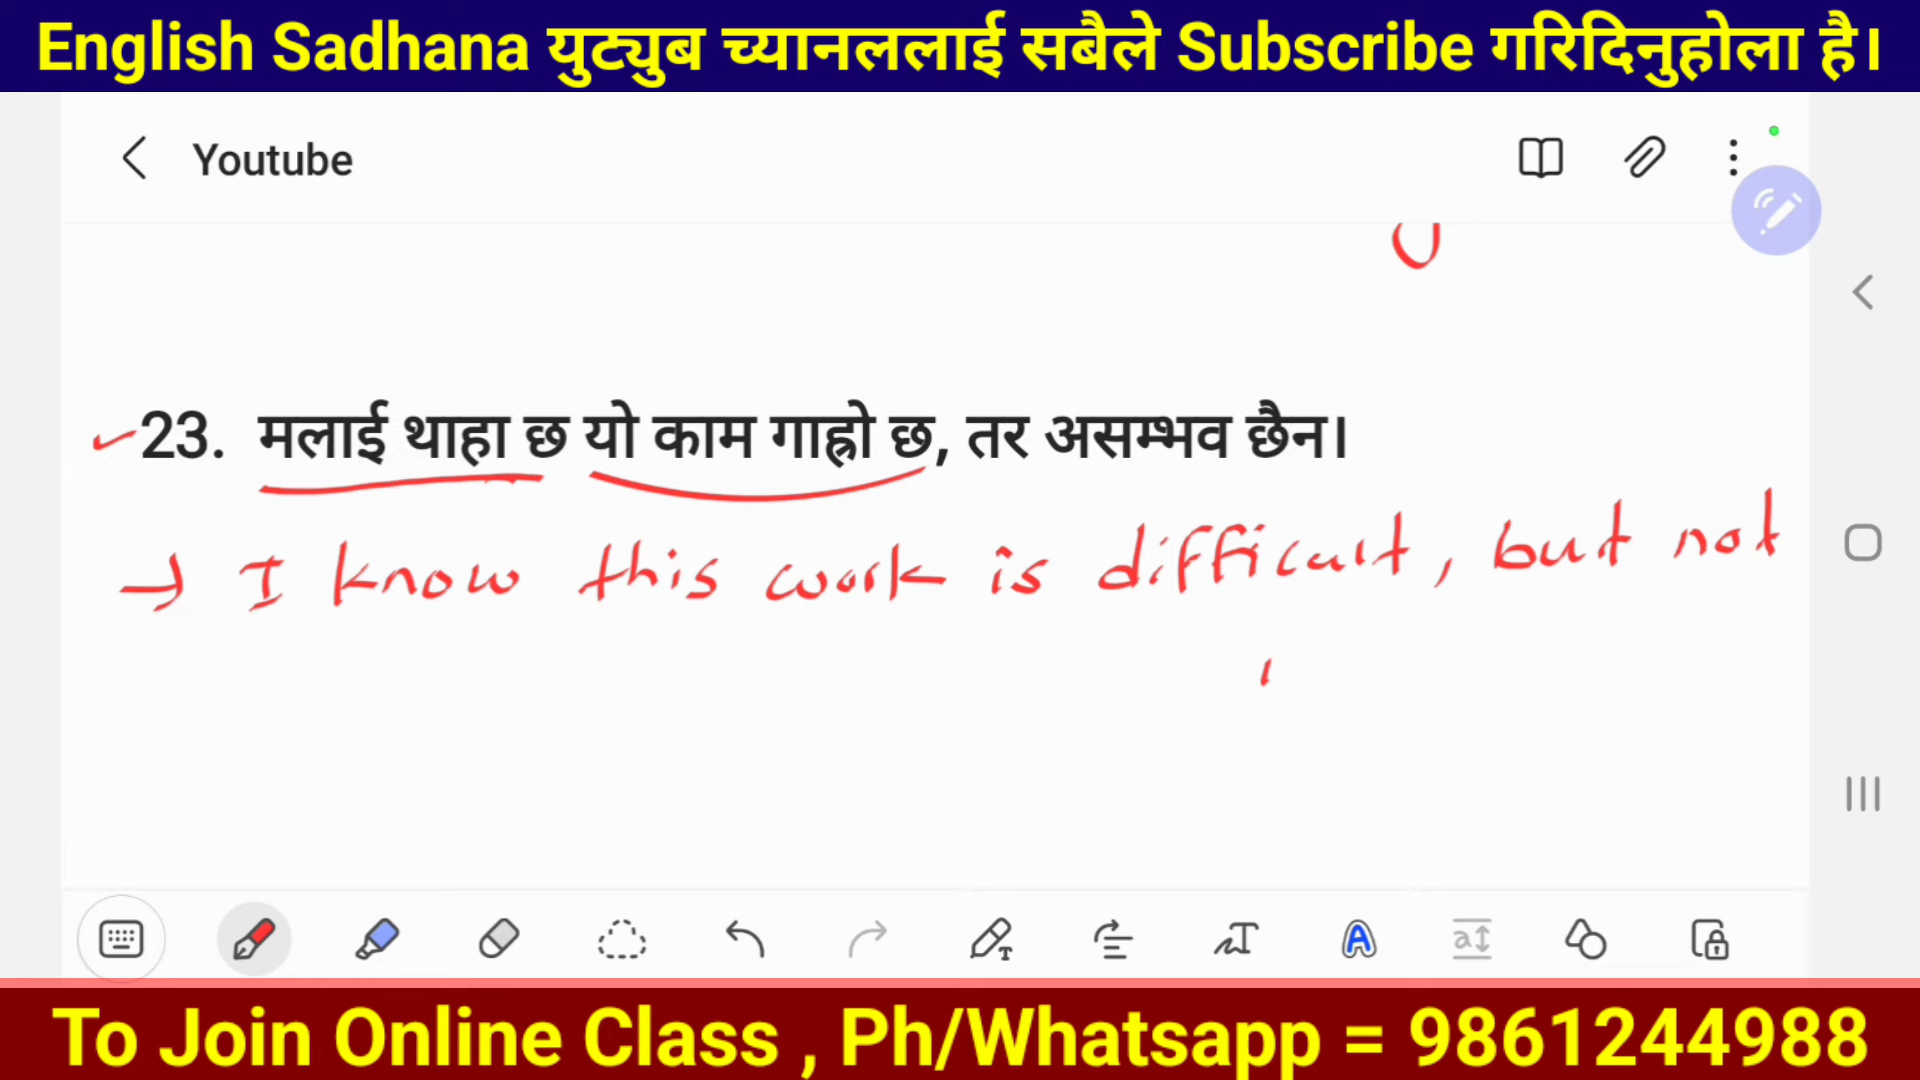 English Sadhana युट्युब च्यानललाई सबैले Subscribe गरिदिनुहोला है।
Youtube
23. मलाई थाहा छ यो काम गाह्रो छ, तर असम्भव छैन।
→ I know this work is difficult, but not
To Join Online Class , Ph/Whatsapp = 9861244988